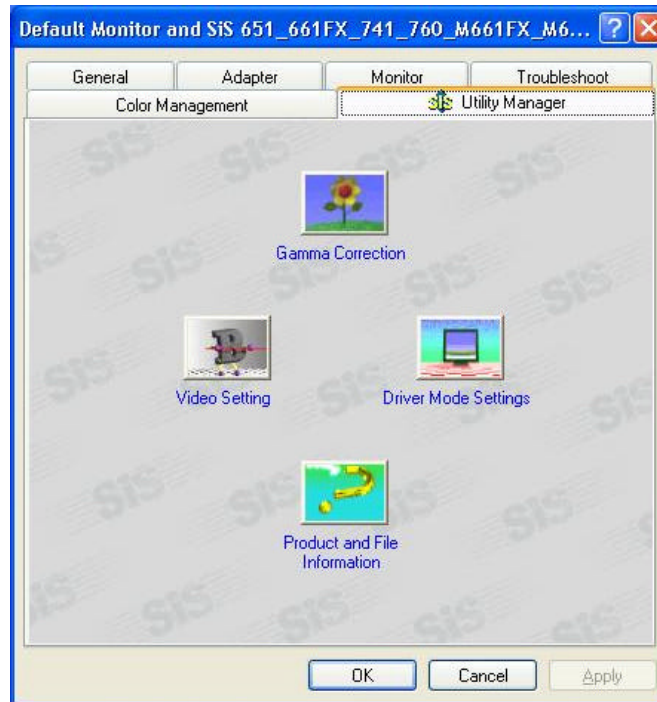 Default Monitor and SiS 651_661FX_741_760_M661FX_M6...
General Adapter Monitor Troubleshoot
Color Management SiS Utility Manager
Gamma Correction
Video Setting Driver Mode Settings
Product and File
Information
OK Cancel Apply